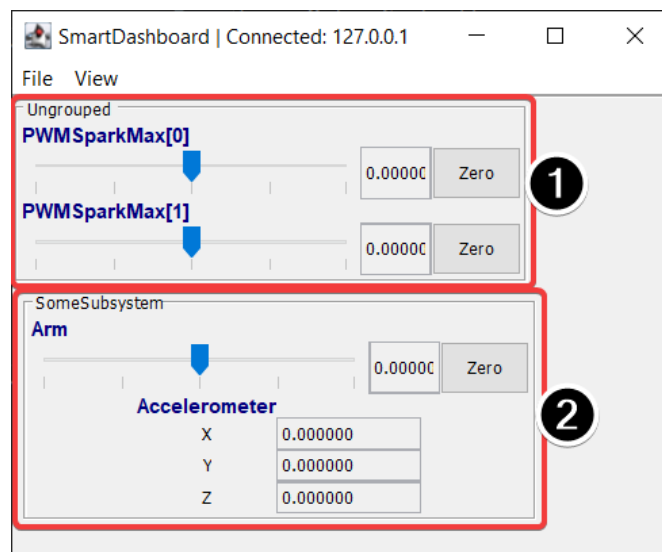 SmartDashboard | Connected: 127.0.0.1
File View
Ungrouped
PWMSparkMax[0]
0.00000 Zero
1
PWMSparkMax[1]
0.00000 Zero
SomeSubsystem
Arm
0.00000 Zero
2
Accelerometer
X 0.000000
Y 0.000000
Z 0.000000